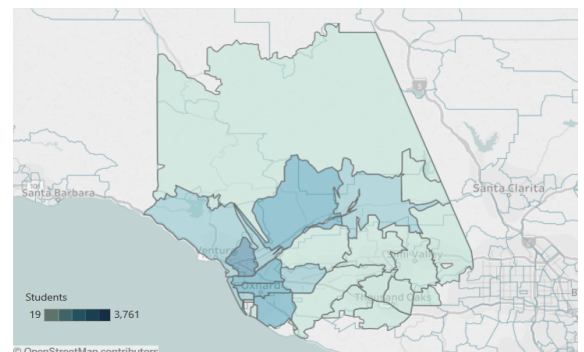 Santa Barbara
Santa Clarita
Ventura
Simi Valley
Oxnard
Thousand Oaks
Students
19
3,761
© OpenStreetMap contributors